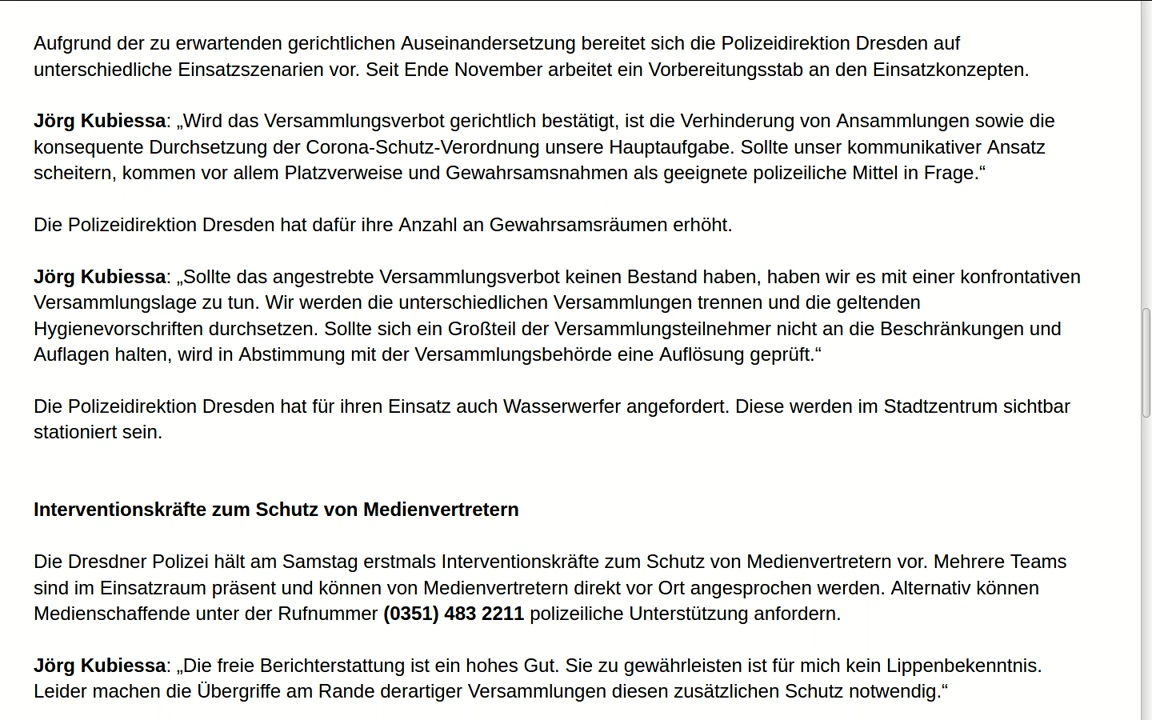 Aufgrund der zu erwartenden gerichtlichen Auseinandersetzung bereitet sich die Polizeidirektion Dresden auf
unterschiedliche Einsatzszenarien vor. Seit Ende November arbeitet ein Vorbereitungsstab an den Einsatzkonzepten.
Jörg Kubiessa: „Wird das Versammlungsverbot gerichtlich bestätigt, ist die Verhinderung von Ansammlungen sowie die
konsequente Durchsetzung der Corona-Schutz-Verordnung unsere Hauptaufgabe. Sollte unser kommunikativer Ansatz
scheitern, kommen vor allem Platzverweise und Gewahrsamsnahmen als geeignete polizeiliche Mittel in Frage.“
Die Polizeidirektion Dresden hat dafür ihre Anzahl an Gewahrsamsräumen erhöht.
Jörg Kubiessa: „Sollte das angestrebte Versammlungsverbot keinen Bestand haben, haben wir es mit einer konfrontativen
Versammlungslage zu tun. Wir werden die unterschiedlichen Versammlungen trennen und die geltenden
Hygienevorschriften durchsetzen. Sollte sich ein Großteil der Versammlungsteilnehmer nicht an die Beschränkungen und
Auflagen halten, wird in Abstimmung mit der Versammlungsbehörde eine Auflösung geprüft.“
Die Polizeidirektion Dresden hat für ihren Einsatz auch Wasserwerfer angefordert. Diese werden im Stadtzentrum sichtbar
stationiert sein.
Interventionskräfte zum Schutz von Medienvertretern
Die Dresdner Polizei hält am Samstag erstmals Interventionskräfte zum Schutz von Medienvertretern vor. Mehrere Teams
sind im Einsatzraum präsent und können von Medienvertretern direkt vor Ort angesprochen werden. Alternativ können
Medienschaffende unter der Rufnummer (0351) 483 2211 polizeiliche Unterstützung anfordern.
Jörg Kubiessa: „Die freie Berichterstattung ist ein hohes Gut. Sie zu gewährleisten ist für mich kein Lippenbekenntnis.
Leider machen die Übergriffe am Rande derartiger Versammlungen diesen zusätzlichen Schutz notwendig.“